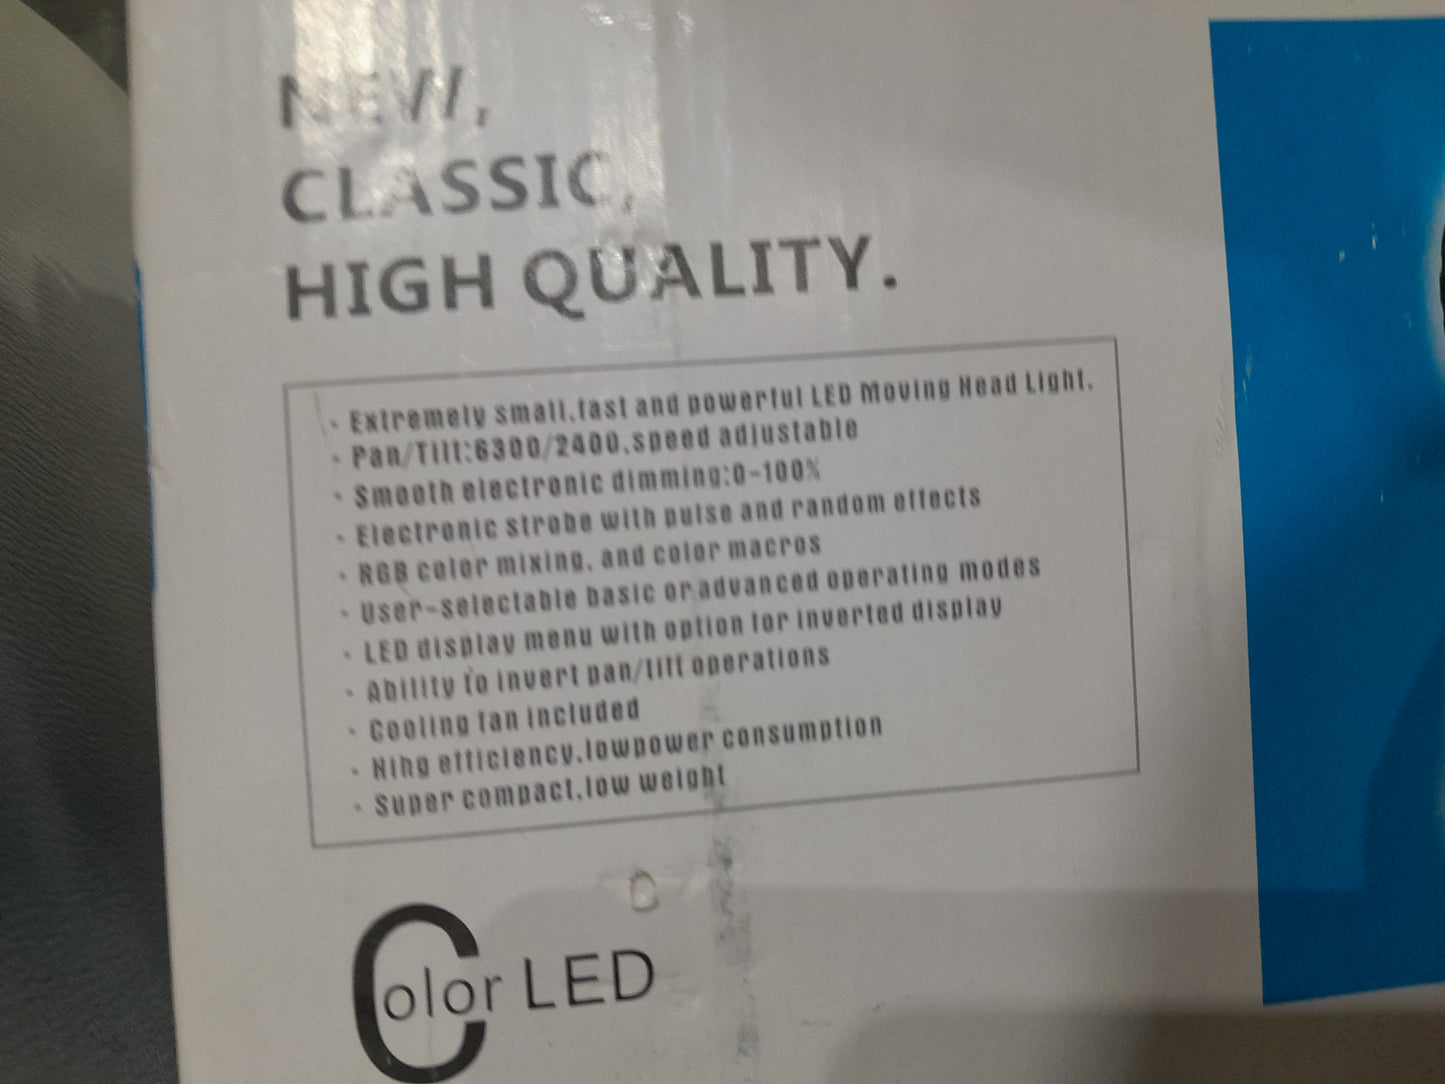 NEW,
CLASSIC,
HIGH QUALITY.
· Extremely small,fast and powerful LED Moving Head Light.
· Pan/Tilt:6300/2400,speed adjustable
· Smooth electronic dimming:0-100%
· Electronic strobe with pulse and random effects
· RGB color mixing, and color macros
· User-selectable basic or advanced operating modes
· LED display menu with option for inverted display
· Ability to invert pan/tilt operations
· Cooling fan included
· Hihg efficiency,lowpower consumption
· Super compact,low weight
Color LED